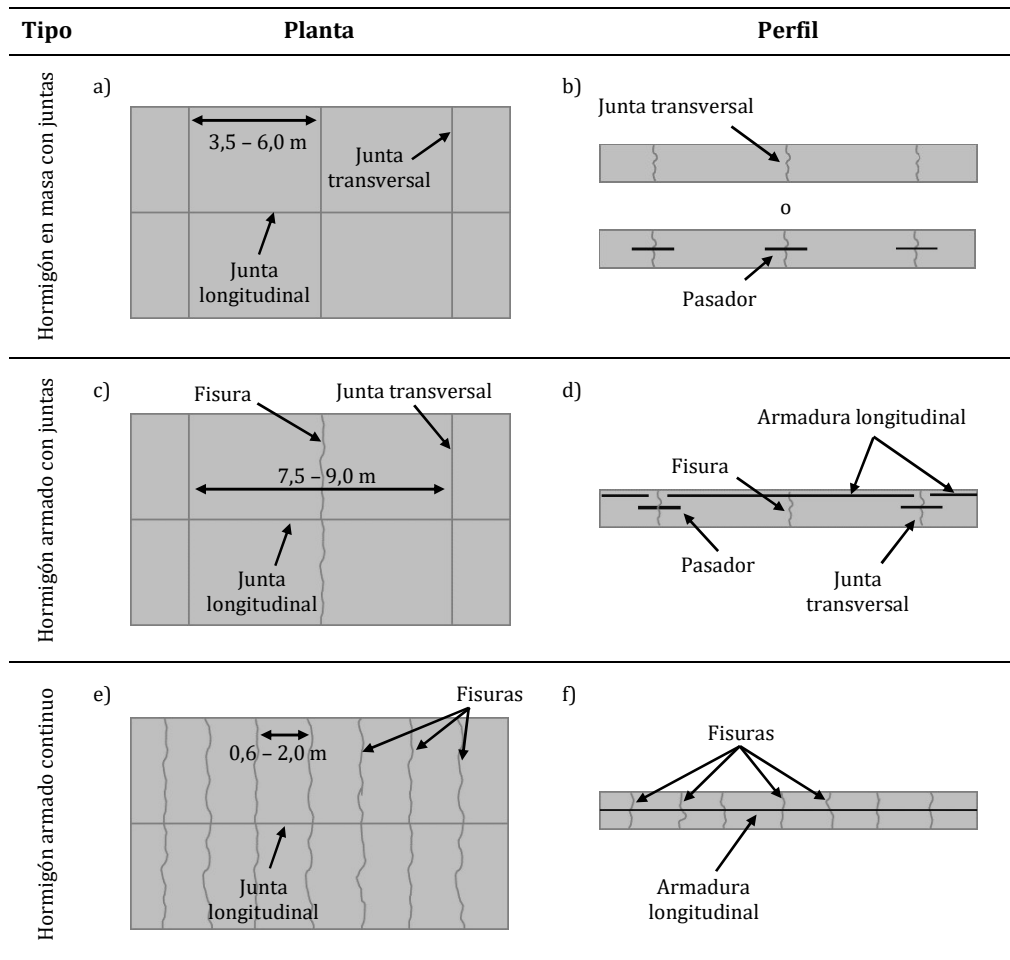 Tipo
Planta
Perfil
Hormigón en masa con juntas
a)
3,5 – 6,0 m
Junta
transversal
Junta
longitudinal
b)
Junta transversal
o
Pasador
Hormigón armado con juntas
c)
Fisura
Junta transversal
7,5 – 9,0 m
Junta
longitudinal
d)
Armadura longitudinal
Fisura
Pasador
Junta
transversal
Hormigón armado continuo
e)
Fisuras
0,6 – 2,0 m
Junta
longitudinal
f)
Fisuras
Armadura
longitudinal